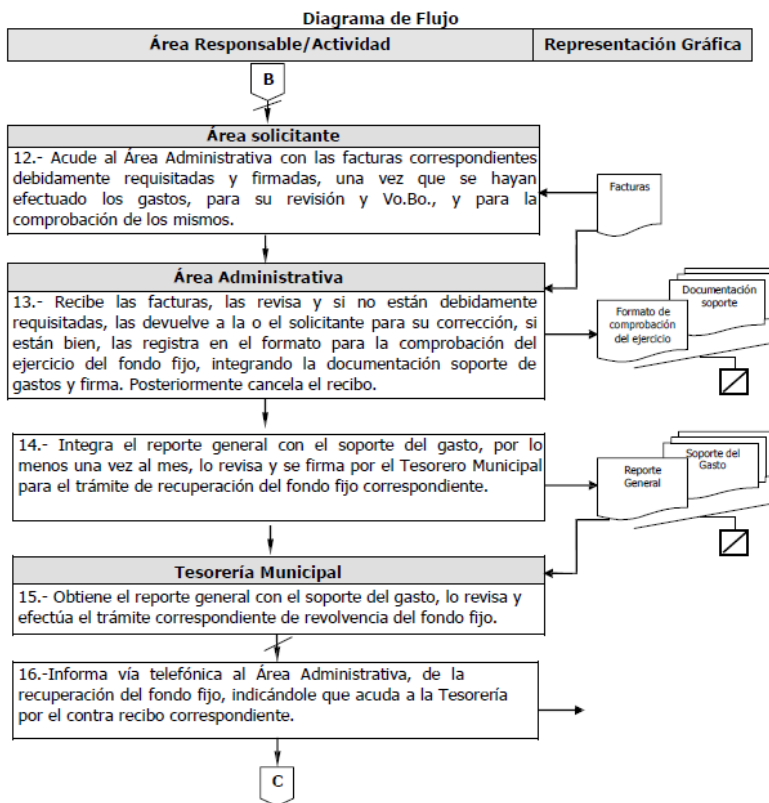 Diagrama de Flujo
Área Responsable/Actividad
Representación Gráfica
B
Área solicitante
12.- Acude al Área Administrativa con las facturas correspondientes
debidamente requisitadas y firmadas, una vez que se hayan
efectuado los gastos, para su revisión y Vo.Bo., y para la
comprobación de los mismos.
Facturas
Área Administrativa
13.- Recibe las facturas, las revisa y si no están debidamente
requisitadas, las devuelve a la o el solicitante para su corrección, si
están bien, las registra en el formato para la comprobación del
ejercicio del fondo fijo, integrando la documentación soporte de
gastos y firma. Posteriormente cancela el recibo.
Documentación
soporte
Formato de
comprobación
del ejercicio
14.- Integra el reporte general con el soporte del gasto, por lo
menos una vez al mes, lo revisa y se firma por el Tesorero Municipal
para el trámite de recuperación del fondo fijo correspondiente.
Soporte del
Gasto
Reporte
General
Tesorería Municipal
15.- Obtiene el reporte general con el soporte del gasto, lo revisa y
efectúa el trámite correspondiente de revolvencia del fondo fijo.
16.-Informa vía telefónica al Área Administrativa, de la
recuperación del fondo fijo, indicándole que acuda a la Tesorería
por el contra recibo correspondiente.
C